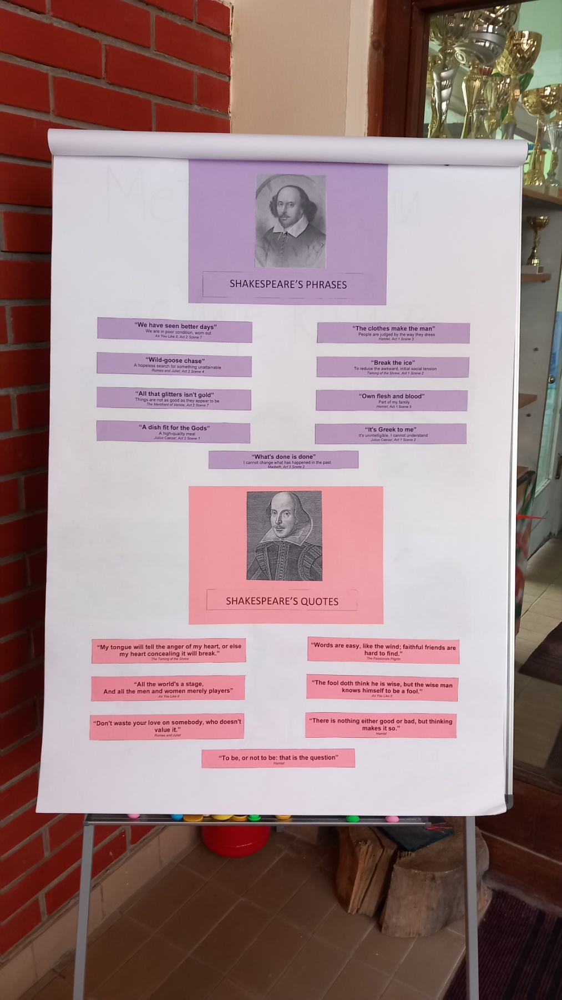 SHAKESPEARE'S PHRASES
“We have seen better days”
We are in poor condition, worn out
As You Like It, Act 2 Scene 7
“The clothes make the man”
People are judged by the way they dress
Hamlet, Act 1 Scene 3
“Wild-goose chase”
A hopeless search for something unattainable
Romeo and Juliet, Act 2 Scene 4
“Break the ice”
To reduce the awkward, initial social tension
Taming of the Shrew, Act 1 Scene 2
“All that glitters isn't gold”
Things are not as good as they appear to be
The Merchant of Venice, Act 2 Scene 7
“Own flesh and blood”
Part of my family
Hamlet, Act 1 Scene 5
“A dish fit for the Gods”
A high-quality meal
Julius Caesar, Act 2 Scene 1
“It's Greek to me”
It's unintelligible, I cannot understand
Julius Caesar, Act 1 Scene 2
“What's done is done”
I cannot change what has happened in the past
Macbeth, Act 3 Scene 2
SHAKESPEARE'S QUOTES
“My tongue will tell the anger of my heart, or else
my heart concealing it will break.”
The Taming of the Shrew
“Words are easy, like the wind; faithful friends are
hard to find.”
The Passionate Pilgrim
“All the world's a stage,
And all the men and women merely players”
As You Like It
“The fool doth think he is wise, but the wise man
knows himself to be a fool.”
As You Like It
“Don't waste your love on somebody, who doesn't
value it.”
Romeo and Juliet
“There is nothing either good or bad, but thinking
makes it so.”
Hamlet
“To be, or not to be: that is the question”
Hamlet